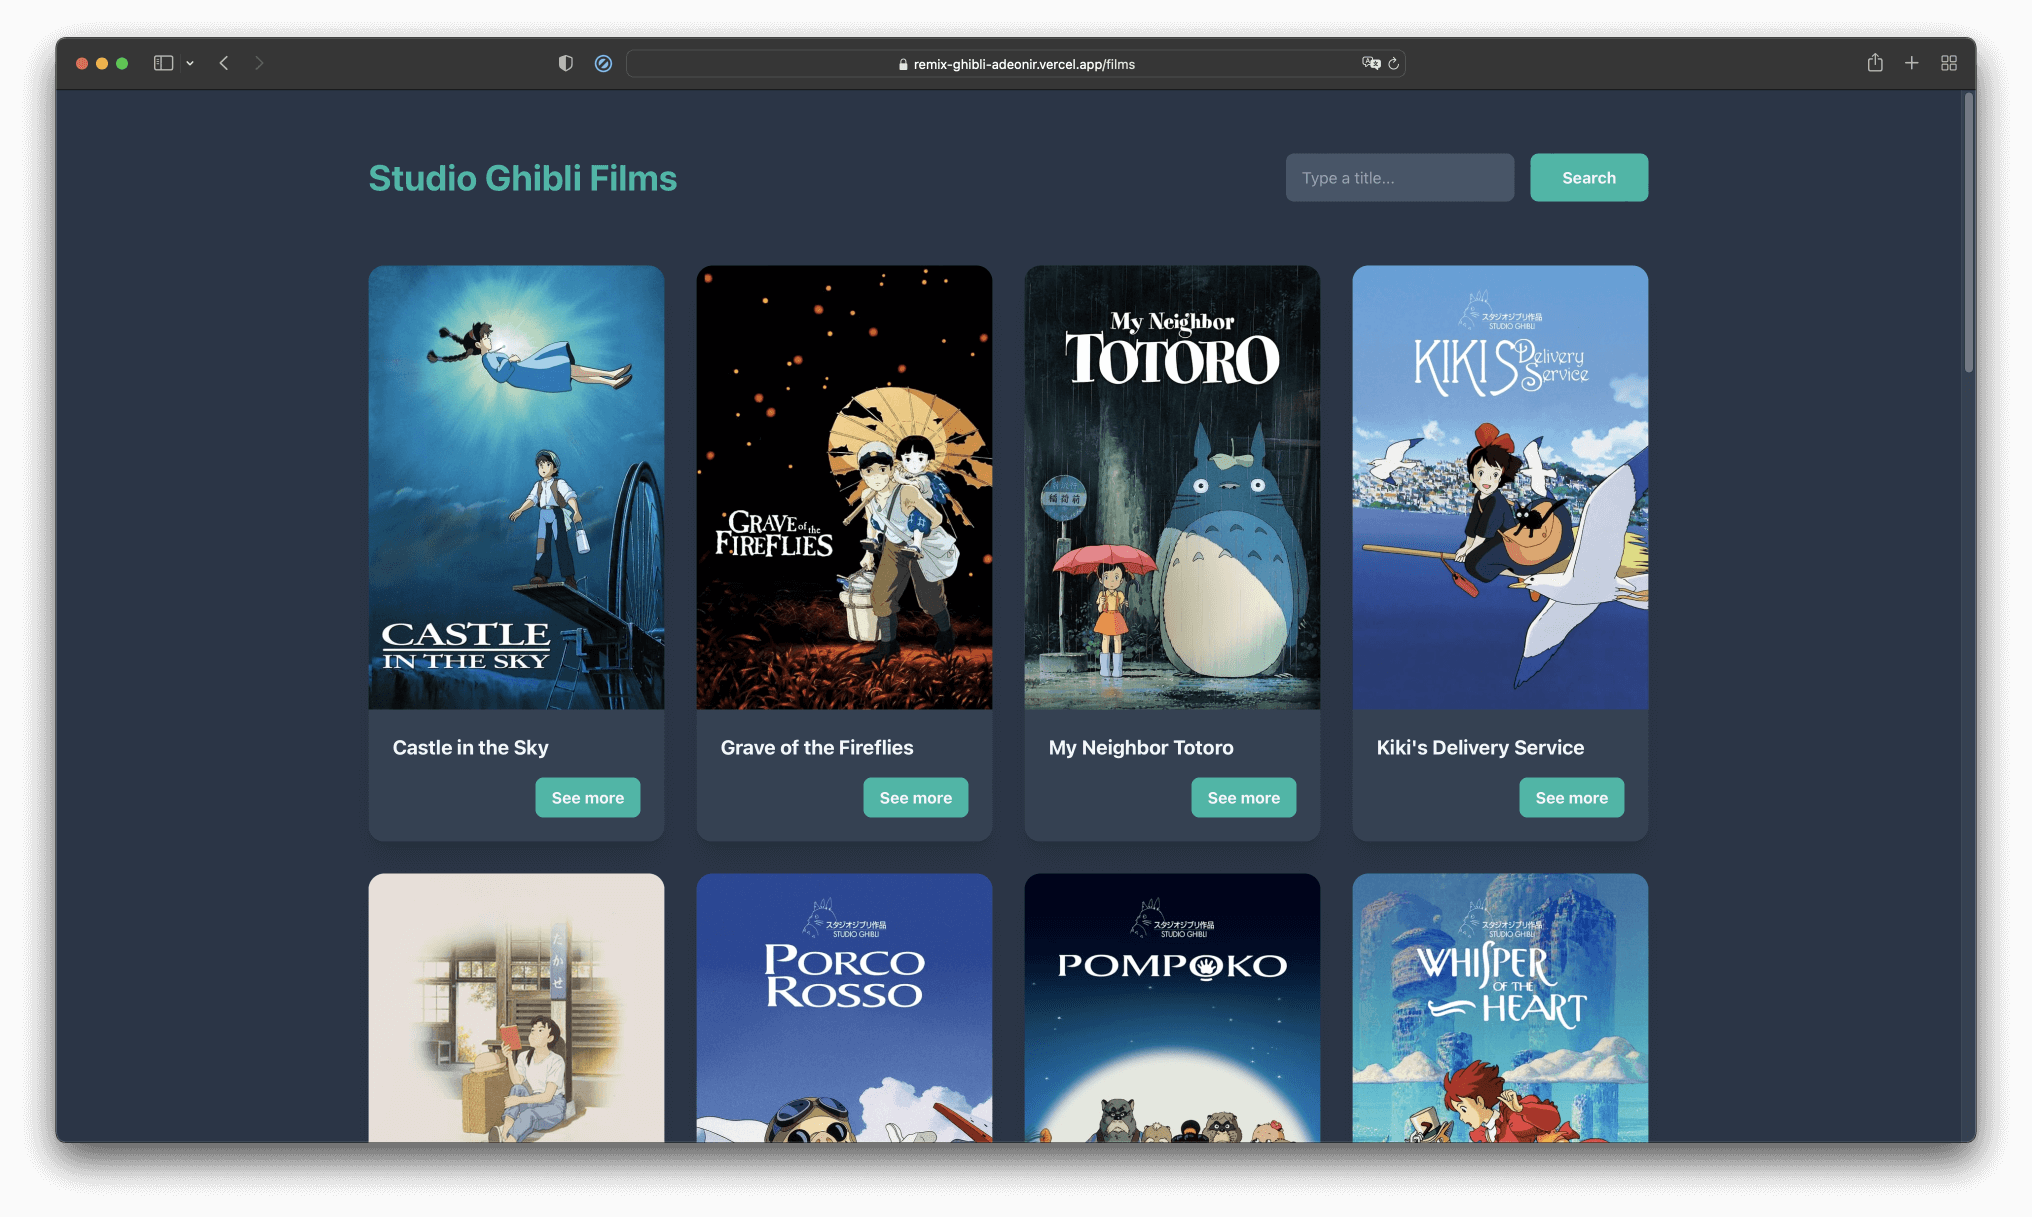 remix-ghibli-adeonir.vercel.app/films
Studio Ghibli Films
Type a title...
Search
CASTLE
IN THE SKY
GRAVE of the
FIREFLIES
My Neighbor
TOTORO
稲荷前
スタジオジブリ作品
STUDIO GHIBLI
KIKI'S Delivery
Service
Castle in the Sky
Grave of the Fireflies
My Neighbor Totoro
Kiki's Delivery Service
See more
See more
See more
See more
たかせ
スタジオジブリ作品
STUDIO GHIBLI
PORCO
ROSSO
スタジオジブリ作品
STUDIO GHIBLI
POMPOKO
スタジオジブリ作品
STUDIO GHIBLI
WHISPER
OF THE
HEART